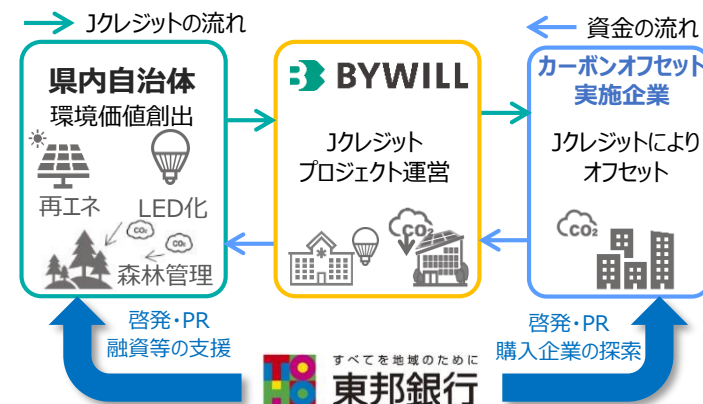 Jクレジットの流れ
資金の流れ
県内自治体
環境価値創出
再エネ
LED化
CO₂
CO₂
森林管理
BYWILL
Jクレジット
プロジェクト運営
CO₂
カーボンオフセット
実施企業
Jクレジットにより
オフセット
CO₂
啓発・PR
融資等の支援
啓発・PR
購入企業の探索
TOHO
すべてを地域のために
東邦銀行